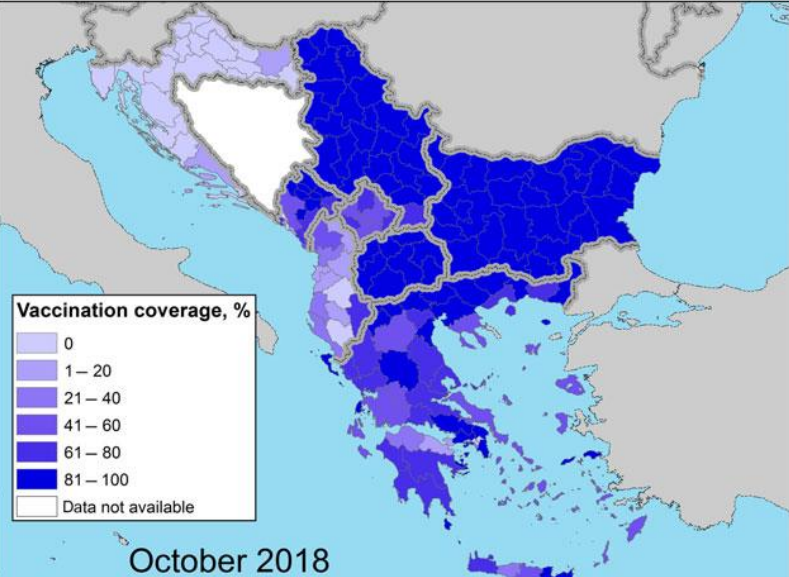 Vaccination coverage, %
0
1 – 20
21 – 40
41 – 60
61 – 80
81 – 100
Data not available
October 2018